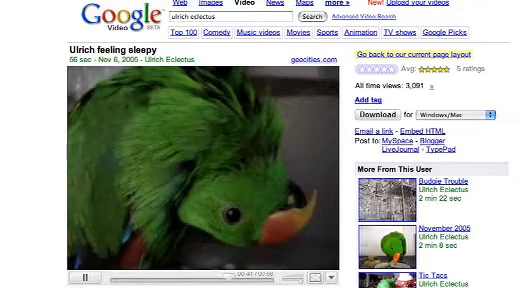 Web Images Video News Maps more » New! Upload your videos
Google
Video BETA
ulrich eclectus Search Advanced Video Search
Top 100 Comedy Music videos Movies Sports Animation TV shows Google Picks
Ulrich feeling sleepy
56 sec - Nov 6, 2005 - Ulrich Eclectus geocities.com
Go back to our current page layout
Avg: 5 ratings
All time views: 3,091 »
Add tag
Download for Windows/Mac
Email a link - Embed HTML
Post to: MySpace - Blogger
LiveJournal - TypePad
More From This User
Budgie Trouble
Ulrich Eclectus
2 min 22 sec
November 2005
Ulrich Eclectus
2 min 8 sec
Tic Tacs
Ulrich Eclectus